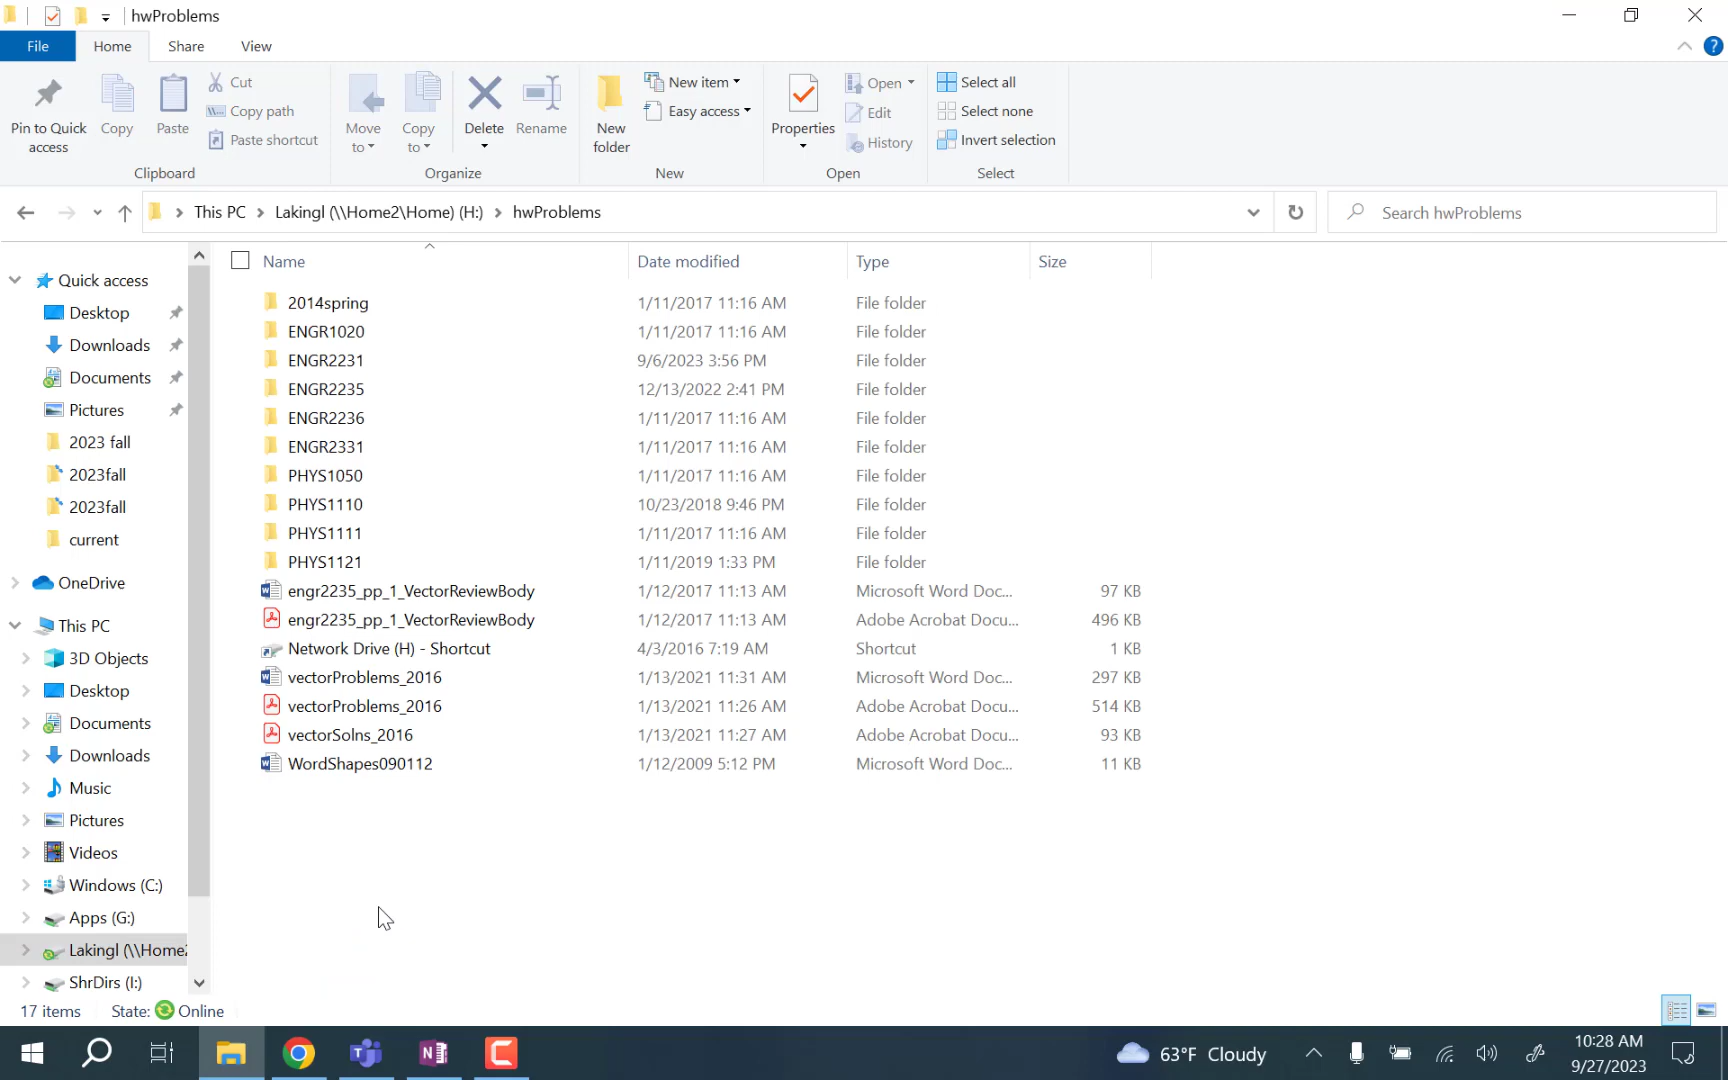 hwProblems
File Home Share View
Pin to Quick access
Copy
Paste
Cut
Copy path
Paste shortcut
Clipboard
Move to
Copy to
Delete
Rename
Organize
New folder
New item
Easy access
New
Properties
Open
Edit
History
Open
Select all
Select none
Invert selection
Select
This PC > Lakingl (\\Home2\Home) (H:) > hwProblems
Search hwProblems
Quick access
Desktop
Downloads
Documents
Pictures
2023 fall
2023fall
2023fall
current
OneDrive
This PC
3D Objects
Desktop
Documents
Downloads
Music
Pictures
Videos
Windows (C:)
Apps (G:)
Lakingl (\\Home
ShrDirs (I:)
Name Date modified Type Size
2014spring 1/11/2017 11:16 AM File folder
ENGR1020 1/11/2017 11:16 AM File folder
ENGR2231 9/6/2023 3:56 PM File folder
ENGR2235 12/13/2022 2:41 PM File folder
ENGR2236 1/11/2017 11:16 AM File folder
ENGR2331 1/11/2017 11:16 AM File folder
PHYS1050 1/11/2017 11:16 AM File folder
PHYS1110 10/23/2018 9:46 PM File folder
PHYS1111 1/11/2017 11:16 AM File folder
PHYS1121 1/11/2019 1:33 PM File folder
engr2235_pp_1_VectorReviewBody 1/12/2017 11:13 AM Microsoft Word Doc... 97 KB
engr2235_pp_1_VectorReviewBody 1/12/2017 11:13 AM Adobe Acrobat Docu... 496 KB
Network Drive (H) - Shortcut 4/3/2016 7:19 AM Shortcut 1 KB
vectorProblems_2016 1/13/2021 11:31 AM Microsoft Word Doc... 297 KB
vectorProblems_2016 1/13/2021 11:26 AM Adobe Acrobat Docu... 514 KB
vectorSolns_2016 1/13/2021 11:27 AM Adobe Acrobat Docu... 93 KB
WordShapes090112 1/12/2009 5:12 PM Microsoft Word Doc... 11 KB
17 items State: Online
63°F Cloudy
10:28 AM
9/27/2023